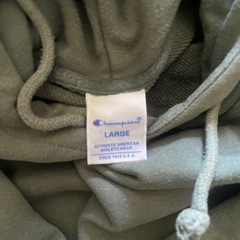 Champion
LARGE
AUTHENTIC AMERICAN
ATHLETIC WEAR
SINCE 1919 U.S.A.